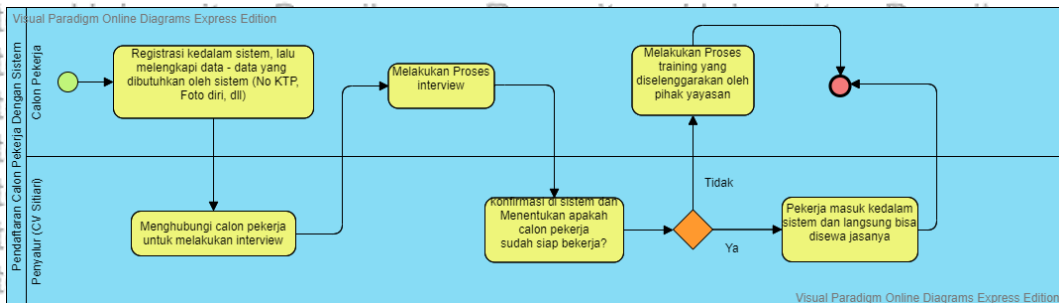 Visual Paradigm Online Diagrams Express Edition
Pendaftaran Calon Pekerja Dengan Sistem
Calon Pekerja
Registrasi kedalam sistem, lalu
melengkapi data - data yang
dibutuhkan oleh sistem (No KTP,
Foto diri, dll)
Melakukan Proses
interview
Melakukan Proses
training yang
diselenggarakan oleh
pihak yayasan
Penyalur (CV Sitiari)
Menghubungi calon pekerja
untuk melakukan interview
konfirmasi di sistem dan
Menentukan apakah
calon pekerja
sudah siap bekerja?
Tidak
Ya
Pekerja masuk kedalam
sistem dan langsung bisa
disewa jasanya
Visual Paradigm Online Diagrams Express Edition